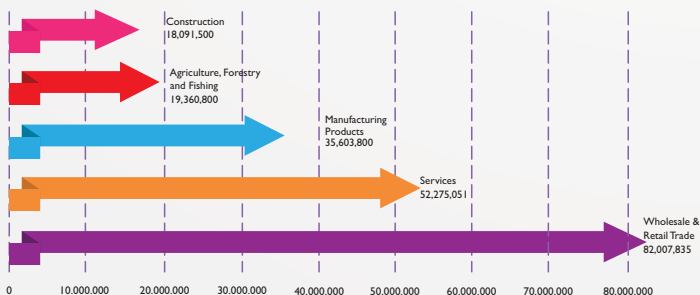 Construction
18,091,500
Agriculture, Forestry
and Fishing
19,360,800
Manufacturing
Products
35,603,800
Services
52,275,051
Wholesale &
Retail Trade
82,007,835
0 10.000.000 20.000.000 30.000.000 40.000.000 50.000.000 60.000.000 70.000.000 80.000.000